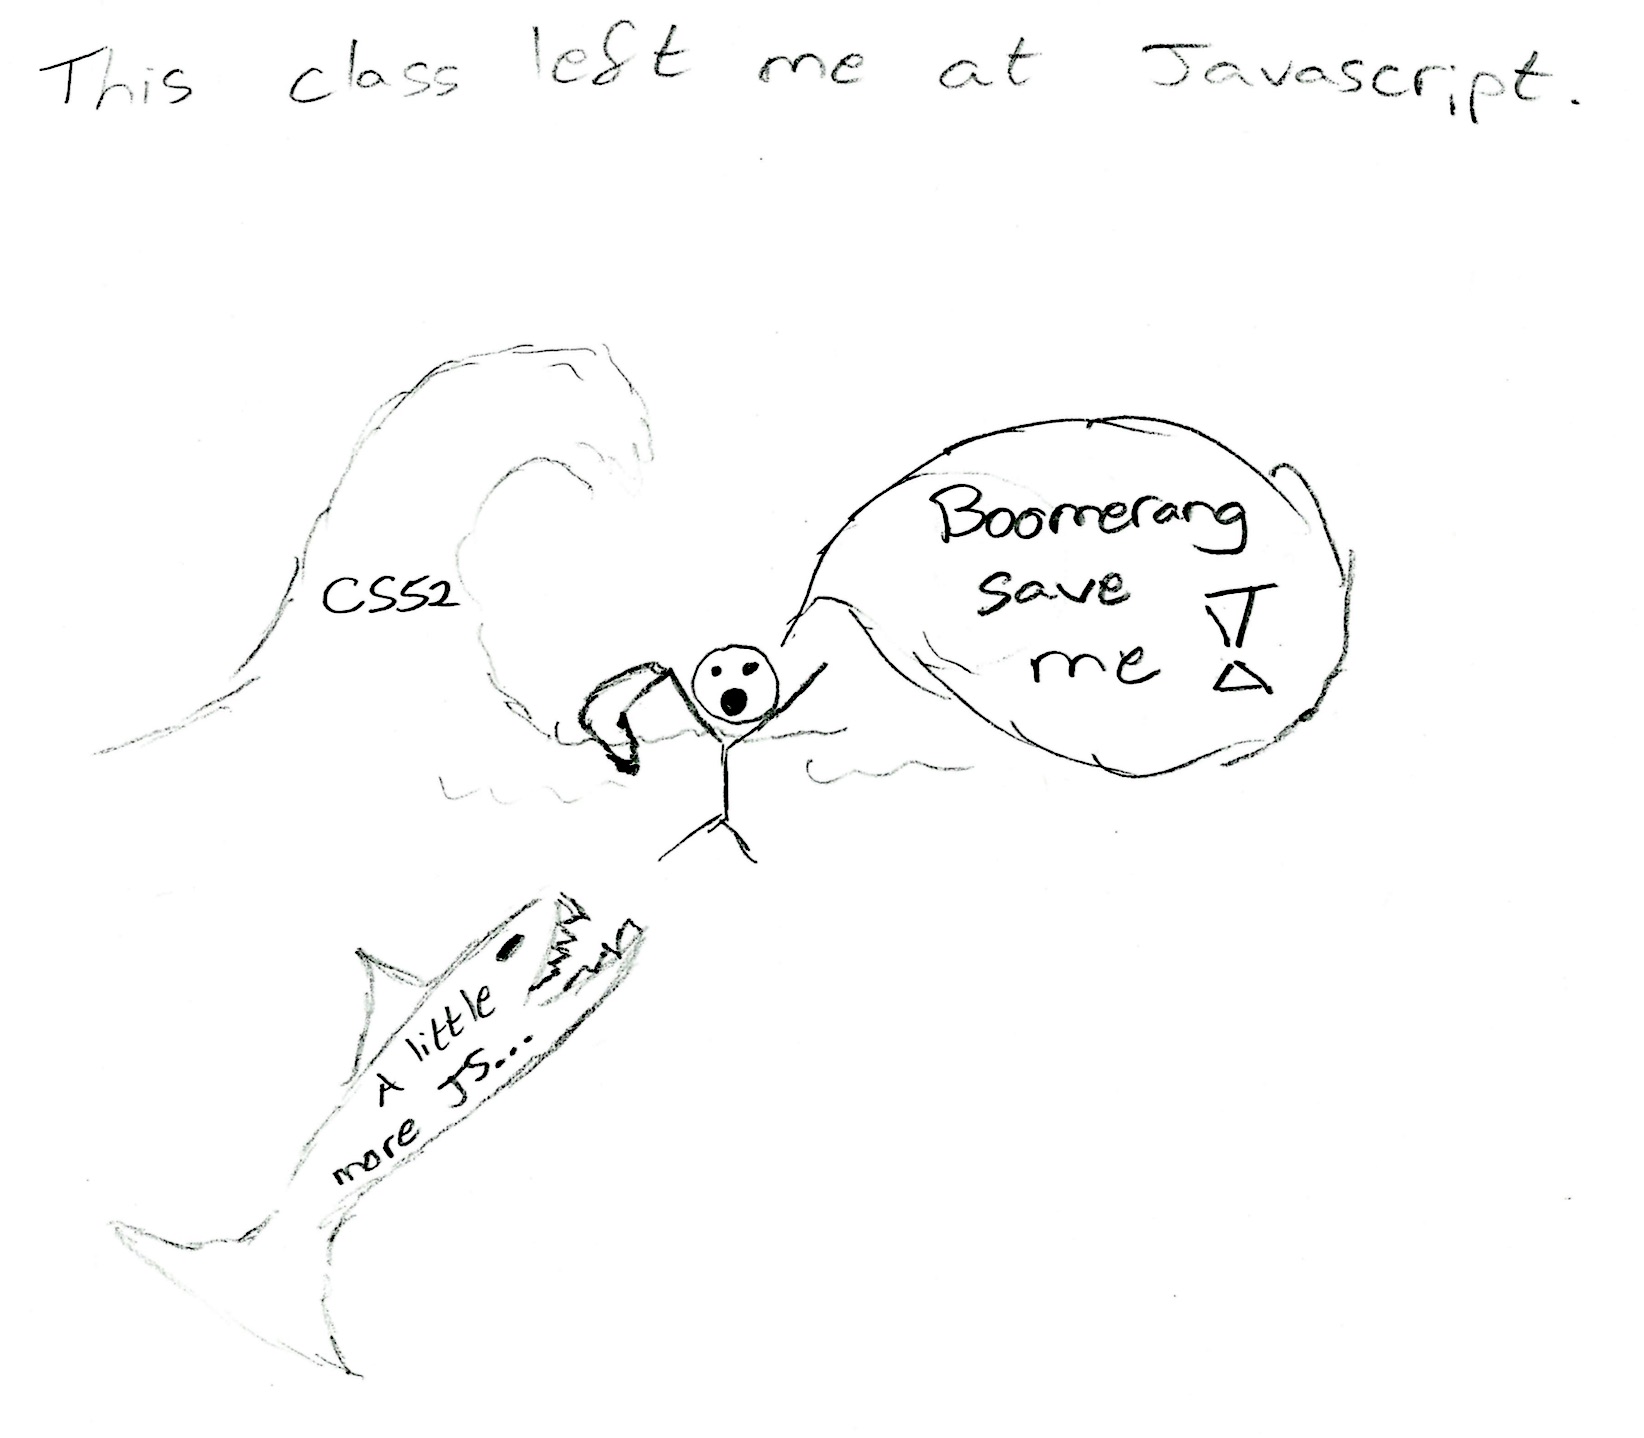 This class left me at Javascript.
Boomerang
save
me !
CS52
A little
more JS...